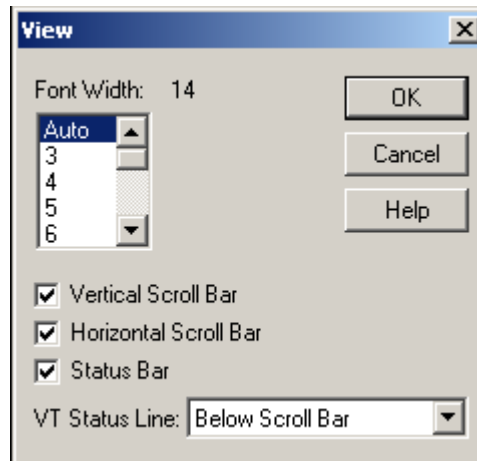 View
Font Width: 14
OK
Auto
3
Cancel
4
5
Help
6
Vertical Scroll Bar
Horizontal Scroll Bar
Status Bar
VT Status Line: Below Scroll Bar